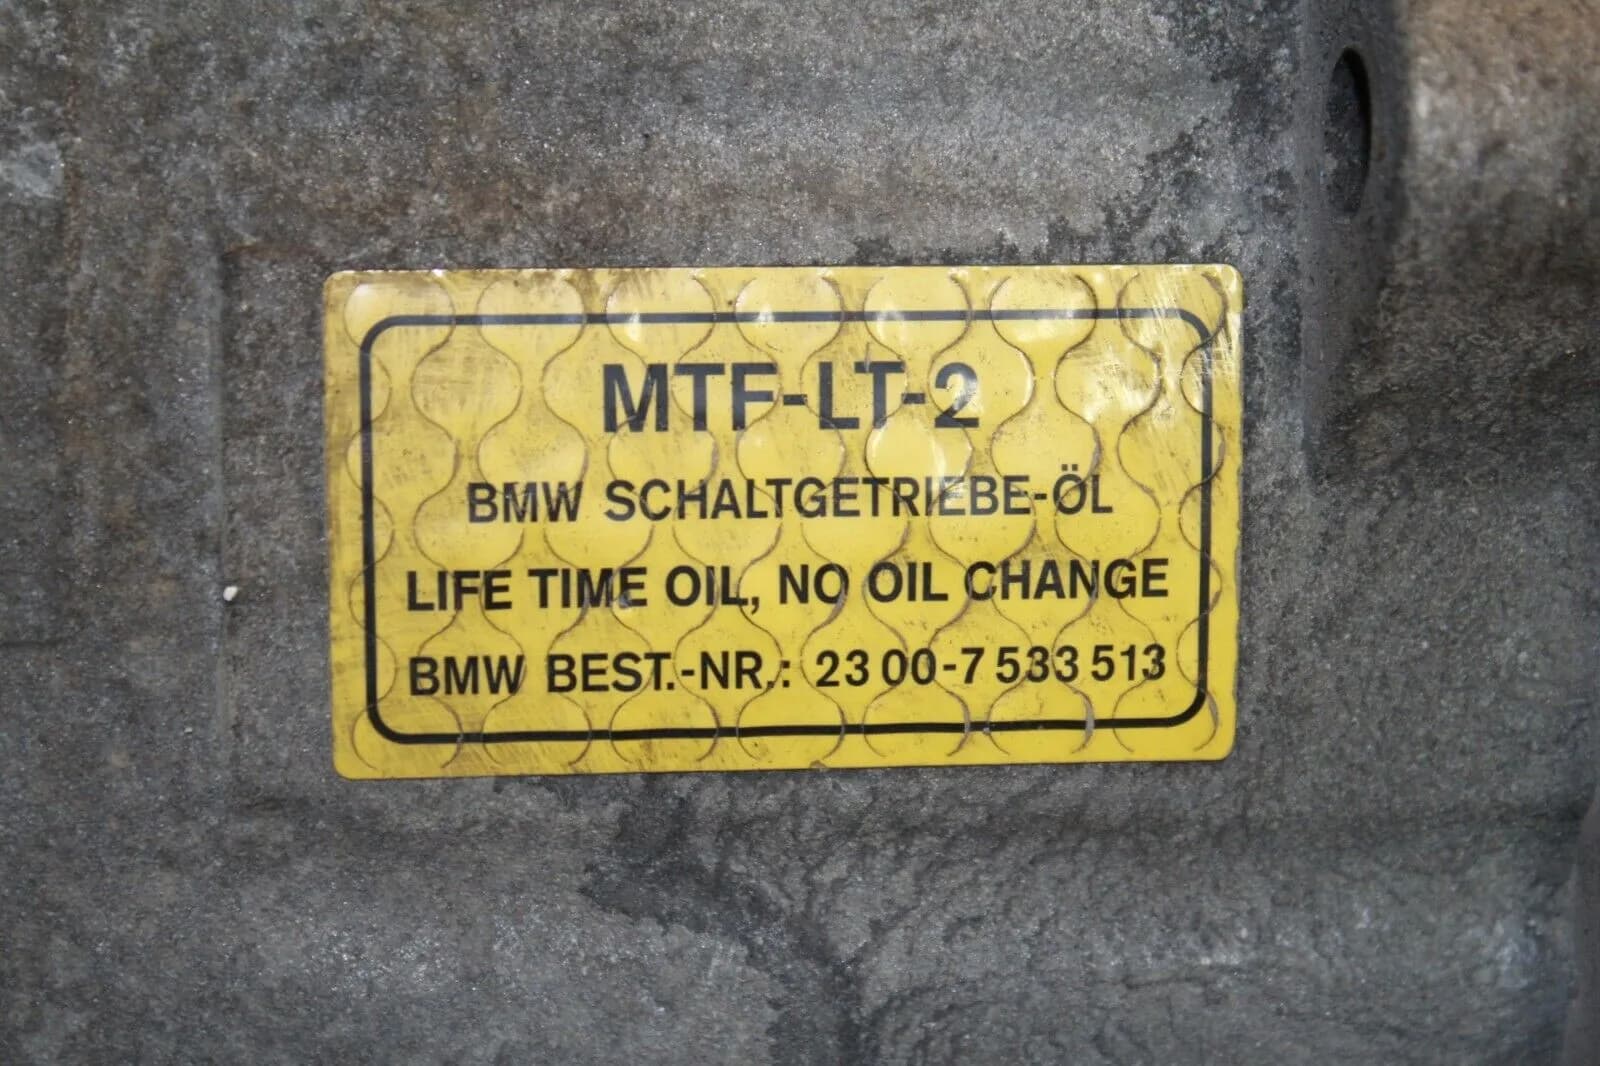 MTF-LT-2
BMW SCHALTGETRIEBE-ÖL
LIFE TIME OIL, NO OIL CHANGE
BMW BEST.-NR.: 23 00-7 533 513